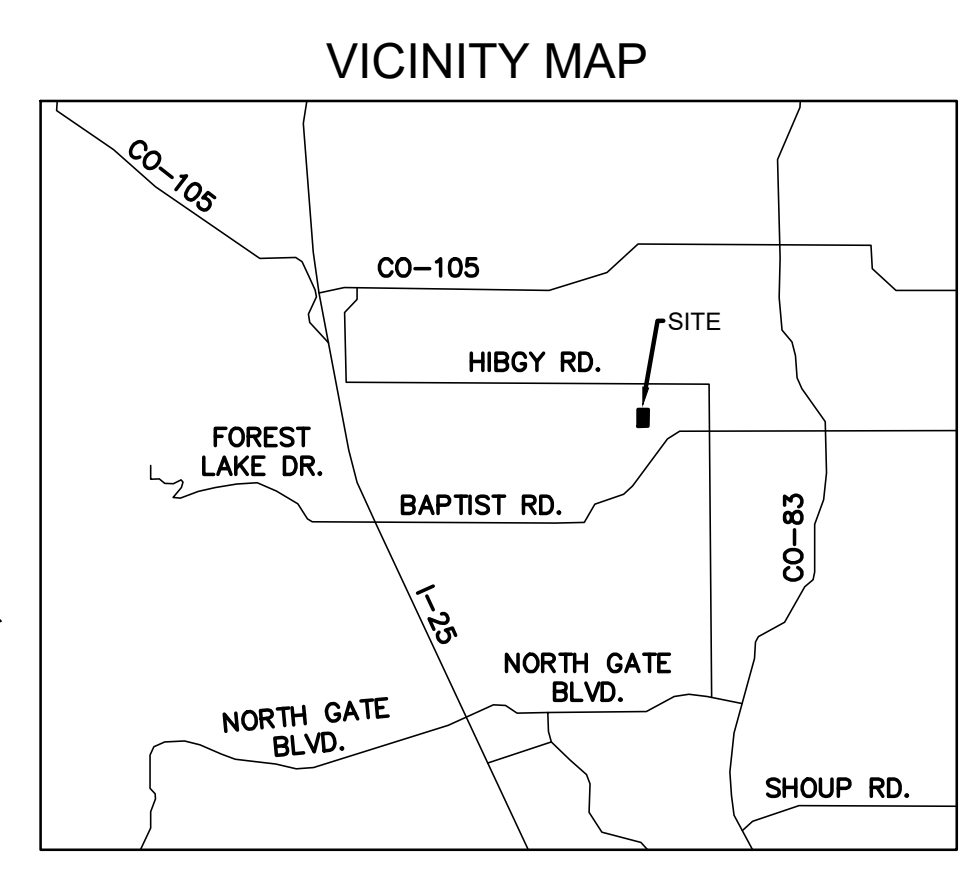 VICINITY MAP
CO-105
CO-105
SITE
HIBGY RD.
FOREST
LAKE DR.
BAPTIST RD.
CO-83
I-25
NORTH GATE
BLVD.
NORTH GATE
BLVD.
SHOUP RD.